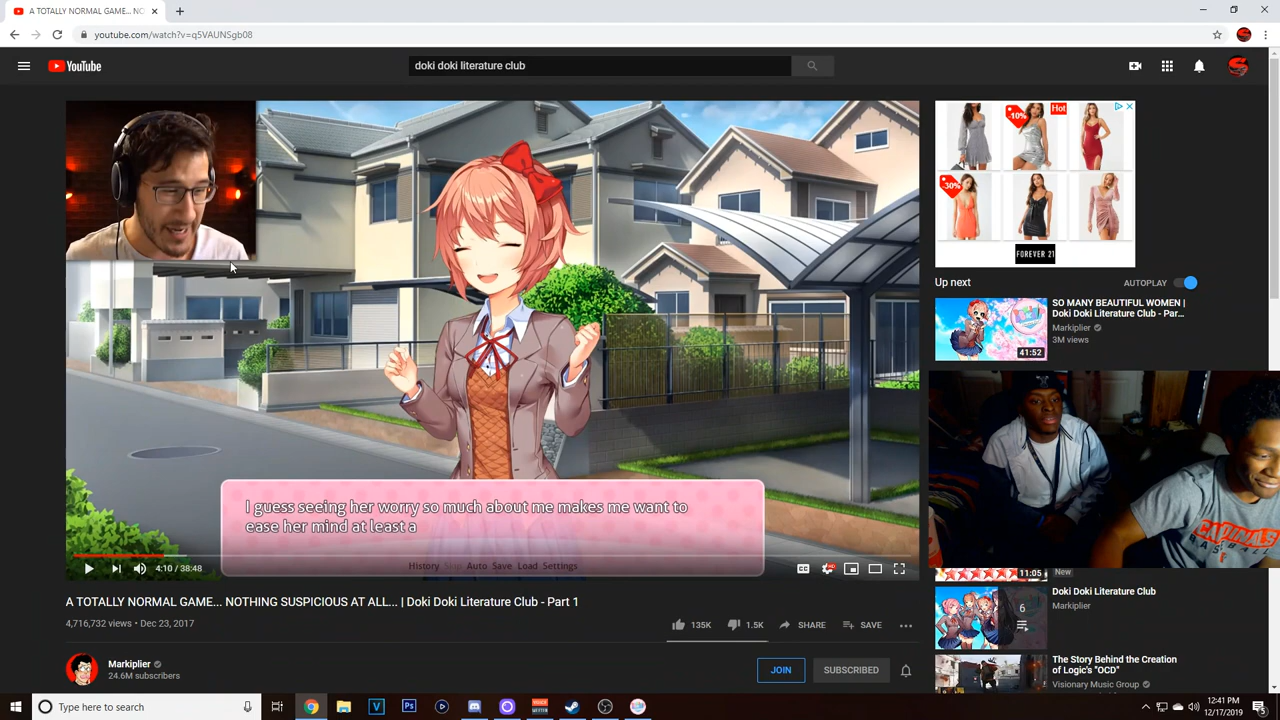 A TOTALLY NORMAL GAME... NOTHIN
youtube.com/watch?v=q5VAUNSgb08
YouTube
doki doki literature club
I guess seeing her worry so much about me makes me want to
ease her mind at least a
History Skip Auto Save Load Settings
4:10 / 38:48
A TOTALLY NORMAL GAME... NOTHING SUSPICIOUS AT ALL... | Doki Doki Literature Club - Part 1
4,716,732 views • Dec 23, 2017
135K
1.5K
SHARE
SAVE
Markiplier
24.6M subscribers
JOIN
SUBSCRIBED
-10%
Hot
-30%
FOREVER 21
Up next
AUTOPLAY
SO MANY BEAUTIFUL WOMEN |
Doki Doki Literature Club - Par...
Markiplier
3M views
41:52
CARDINALS
11:05
New
Doki Doki Literature Club
Markiplier
6
The Story Behind the Creation
of Logic's "OCD"
Visionary Music Group
Type here to search
12:41 PM
12/17/2019
5